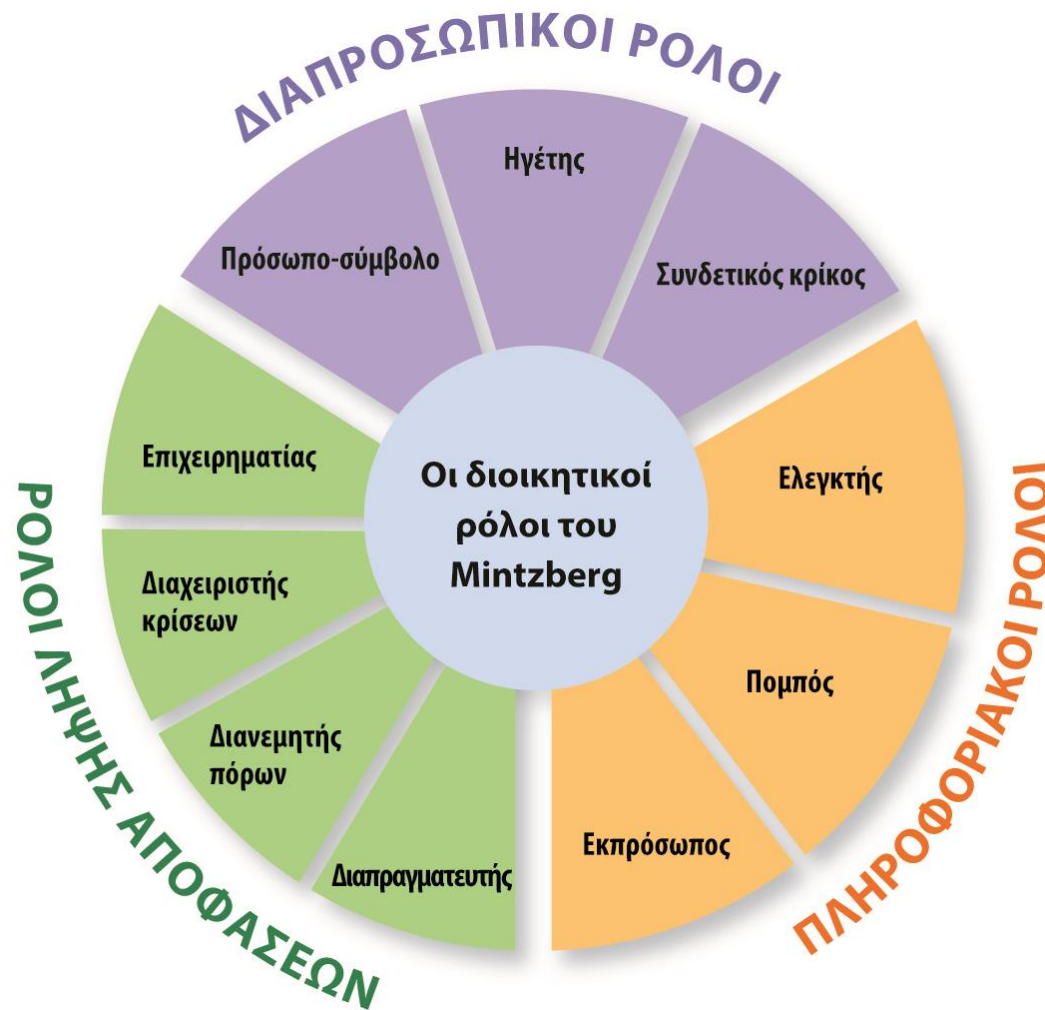 ΔΙΑΠΡΟΣΩΠΙΚΟΙ ΡΟΛΟΙ
Ηγέτης
Πρόσωπο-σύμβολο
Συνδετικός κρίκος
Επιχειρηματίας
Διαχειριστής
κρίσεων
Διανεμητής
πόρων
Διαπραγματευτής
ΡΟΛΟΙ ΛΗΨΗΣ ΑΠΟΦΑΣΕΩΝ
Οι διοικητικοί
ρόλοι του
Mintzberg
Ελεγκτής
Πομπός
Εκπρόσωπος
ΠΛΗΡΟΦΟΡΙΑΚΟΙ ΡΟΛΟΙ